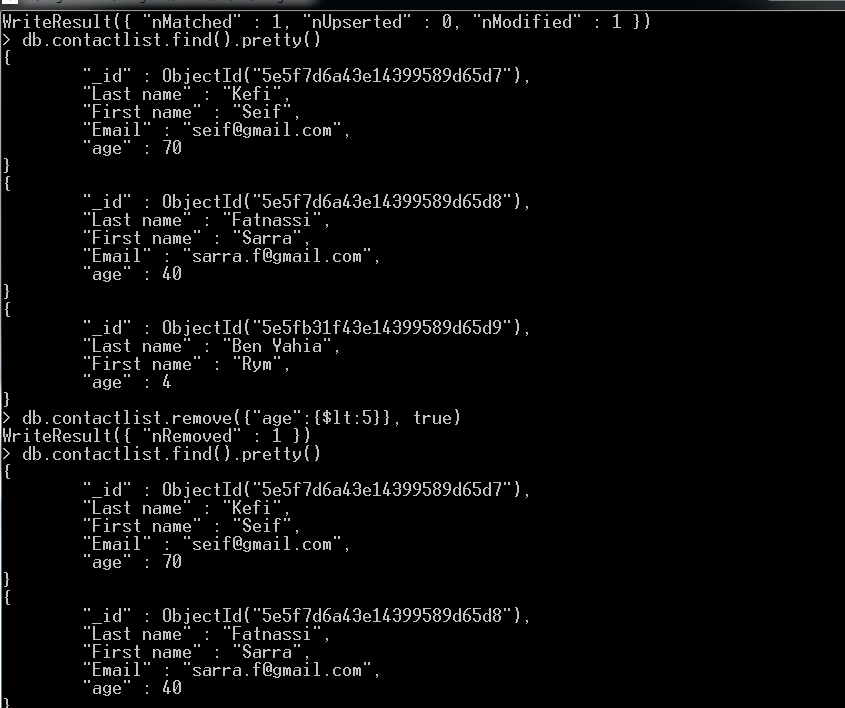 WriteResult({ "nMatched" : 1, "nUpserted" : 0, "nModified" : 1 })
> db.contactlist.find().pretty()
{
        "_id" : ObjectId("5e5f7d6a43e14399589d65d7"),
        "Last name" : "Kefi",
        "First name" : "Seif",
        "Email" : "seif@gmail.com",
        "age" : 70
}
{
        "_id" : ObjectId("5e5f7d6a43e14399589d65d8"),
        "Last name" : "Fatnassi",
        "First name" : "Sarra",
        "Email" : "sarra.f@gmail.com",
        "age" : 40
}
{
        "_id" : ObjectId("5e5fb31f43e14399589d65d9"),
        "Last name" : "Ben Yahia",
        "First name" : "Rym",
        "age" : 4
}
> db.contactlist.remove({"age":{$lt:5}}, true)
WriteResult({ "nRemoved" : 1 })
> db.contactlist.find().pretty()
{
        "_id" : ObjectId("5e5f7d6a43e14399589d65d7"),
        "Last name" : "Kefi",
        "First name" : "Seif",
        "Email" : "seif@gmail.com",
        "age" : 70
}
{
        "_id" : ObjectId("5e5f7d6a43e14399589d65d8"),
        "Last name" : "Fatnassi",
        "First name" : "Sarra",
        "Email" : "sarra.f@gmail.com",
        "age" : 40
}